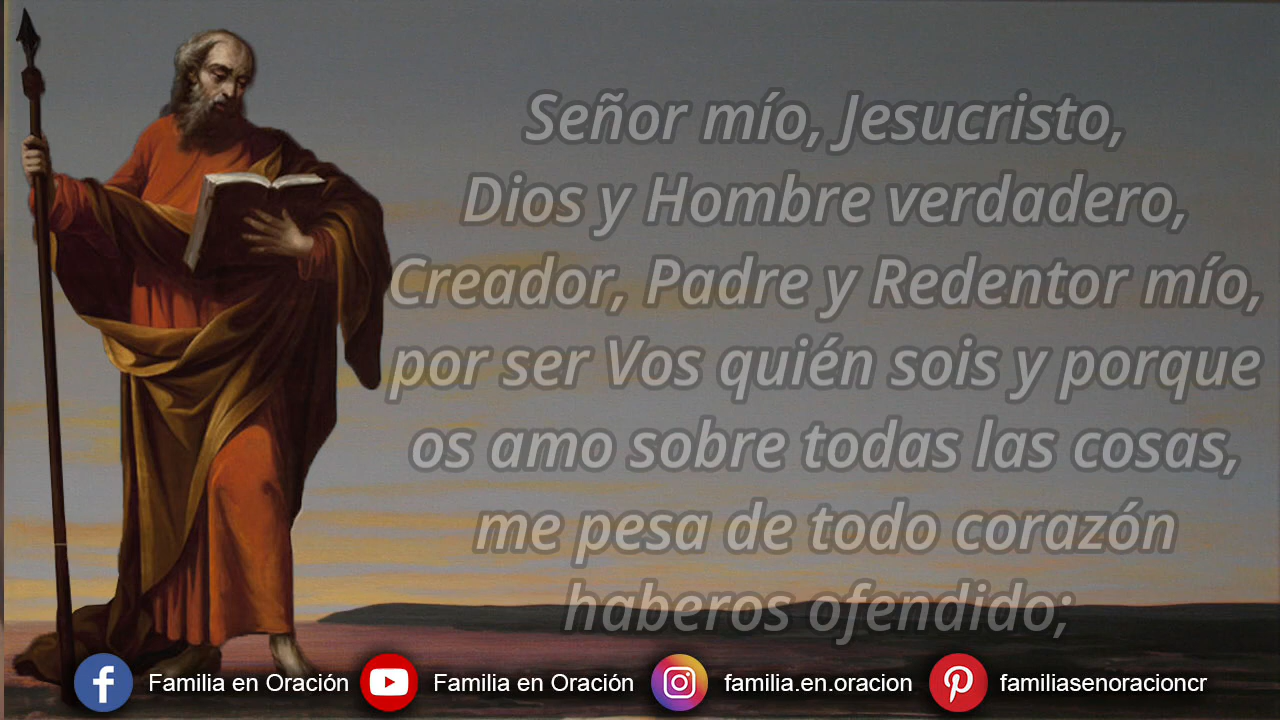 Señor mío, Jesucristo,
Dios y Hombre verdadero,
Creador, Padre y Redentor mío,
por ser Vos quién sois y porque
os amo sobre todas las cosas,
me pesa de todo corazón
haberos ofendido;
Familia en Oración
Familia en Oración
familia.en.oracion
familiasenoracioncr